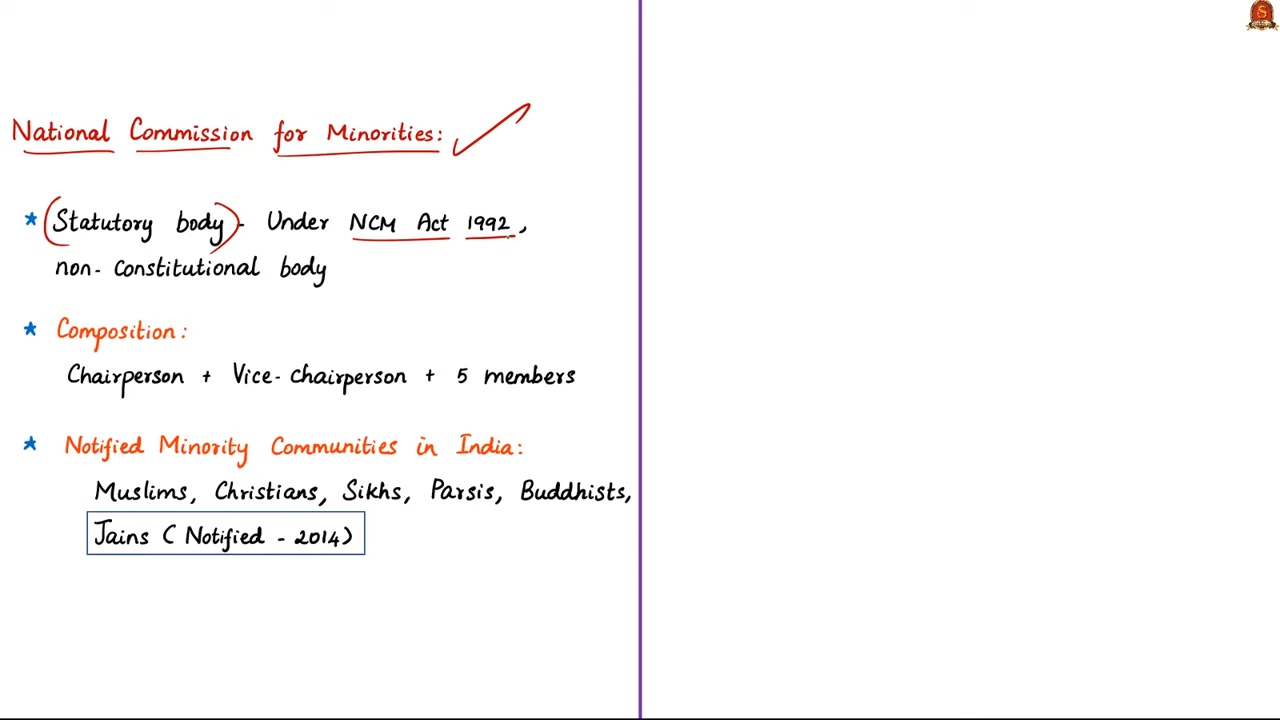 National Commission for Minorities:
* Statutory body - Under NCM Act 1992,
non-Constitutional body
* Composition:
Chairperson + Vice-chairperson + 5 members
* Notified Minority Communities in India:
Muslims, Christians, Sikhs, Parsis, Buddhists,
Jains (Notified - 2014)